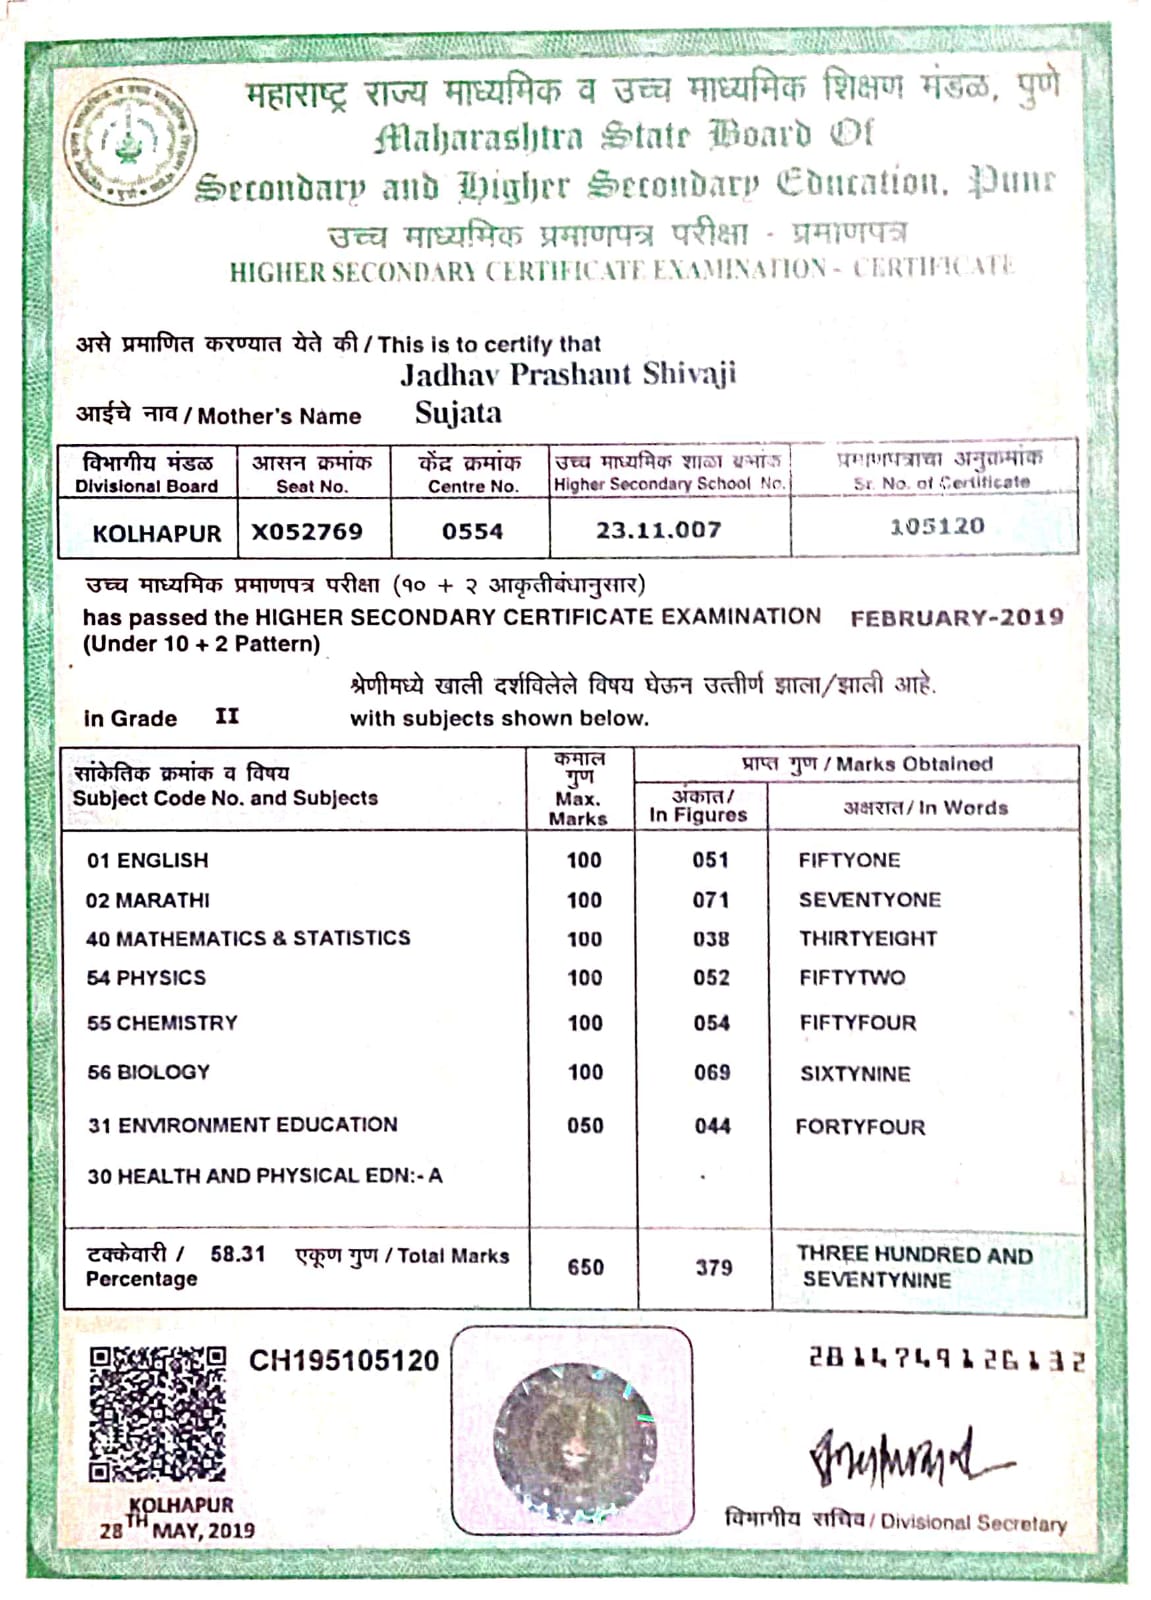 महाराष्ट्र राज्य माध्यमिक व उच्च माध्यमिक शिक्षण मंडळ, पुणे
Maharashtra State Board Of
Secondary and Higher Secondary Education, Pune
उच्च माध्यमिक प्रमाणपत्र परीक्षा - प्रमाणपत्र
HIGHER SECONDARY CERTIFICATE EXAMINATION - CERTIFICATE
असे प्रमाणित करण्यात येते की / This is to certify that
Jadhav Prashant Shivaji
आईचे नाव / Mother's Name Sujata
विभागीय मंडळ आसन क्रमांक केंद्र क्रमांक उच्च माध्यमिक शाळा क्रमांक प्रमाणपत्राचा अनुक्रमांक
Divisional Board Seat No. Centre No. Higher Secondary School No. Sr. No. of Certificate
KOLHAPUR X052769 0554 23.11.007 105120
उच्च माध्यमिक प्रमाणपत्र परीक्षा (१० + २ आकृतीबंधानुसार)
has passed the HIGHER SECONDARY CERTIFICATE EXAMINATION FEBRUARY-2019
(Under 10 + 2 Pattern)
श्रेणीमध्ये खाली दर्शविलेले विषय घेऊन उत्तीर्ण झाला/झाली आहे.
in Grade II with subjects shown below.
सांकेतिक क्रमांक व विषय कमाल गुण प्राप्त गुण / Marks Obtained
Subject Code No. and Subjects Max. Marks अंकात/ In Figures अक्षरात/ In Words
01 ENGLISH 100 051 FIFTYONE
02 MARATHI 100 071 SEVENTYONE
40 MATHEMATICS & STATISTICS 100 038 THIRTYEIGHT
54 PHYSICS 100 052 FIFTYTWO
55 CHEMISTRY 100 054 FIFTYFOUR
56 BIOLOGY 100 069 SIXTYNINE
31 ENVIRONMENT EDUCATION 050 044 FORTYFOUR
30 HEALTH AND PHYSICAL EDN:- A
टक्केवारी / 58.31 एकूण गुण / Total Marks 650 379 THREE HUNDRED AND
Percentage SEVENTYNINE
CH195105120
2814749126132
KOLHAPUR
28TH MAY, 2019
विभागीय सचिव / Divisional Secretary